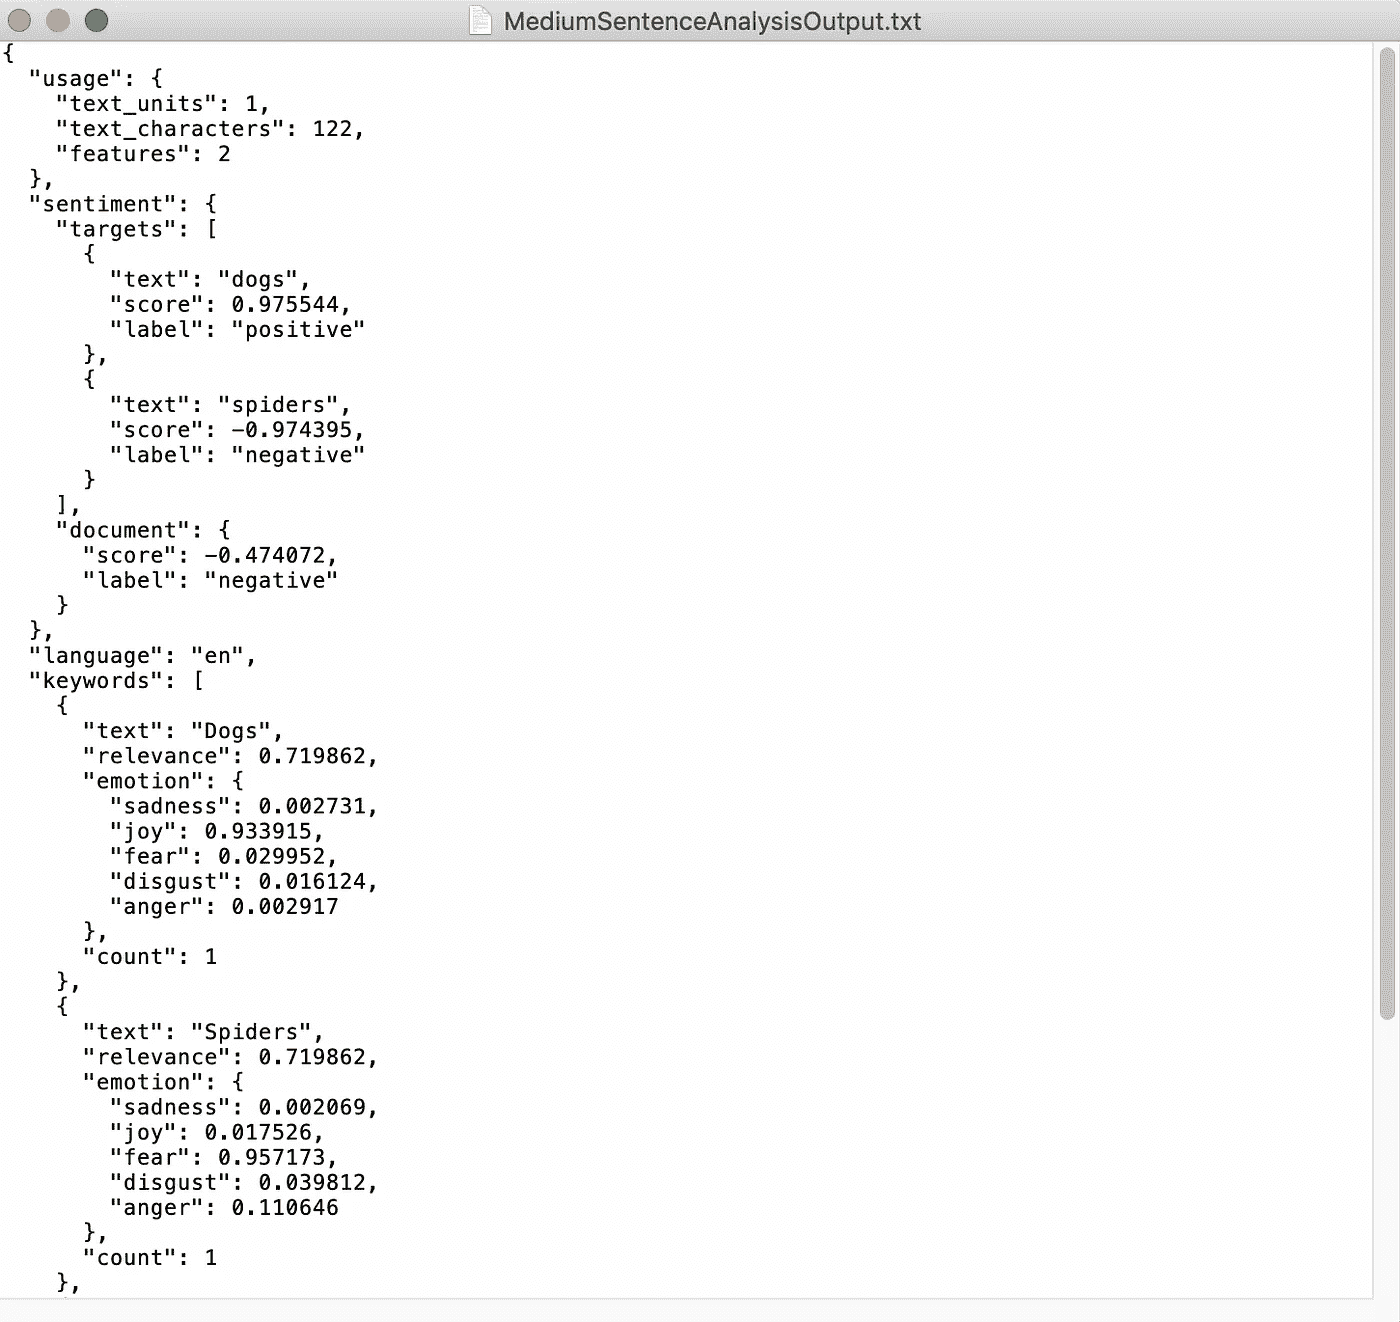 MediumSentenceAnalysisOutput.txt
{
  "usage": {
    "text_units": 1,
    "text_characters": 122,
    "features": 2
  },
  "sentiment": {
    "targets": [
      {
        "text": "dogs",
        "score": 0.975544,
        "label": "positive"
      },
      {
        "text": "spiders",
        "score": -0.974395,
        "label": "negative"
      }
    ],
    "document": {
      "score": -0.474072,
      "label": "negative"
    }
  },
  "language": "en",
  "keywords": [
    {
      "text": "Dogs",
      "relevance": 0.719862,
      "emotion": {
        "sadness": 0.002731,
        "joy": 0.933915,
        "fear": 0.029952,
        "disgust": 0.016124,
        "anger": 0.002917
      },
      "count": 1
    },
    {
      "text": "Spiders",
      "relevance": 0.719862,
      "emotion": {
        "sadness": 0.002069,
        "joy": 0.017526,
        "fear": 0.957173,
        "disgust": 0.039812,
        "anger": 0.110646
      },
      "count": 1
    },